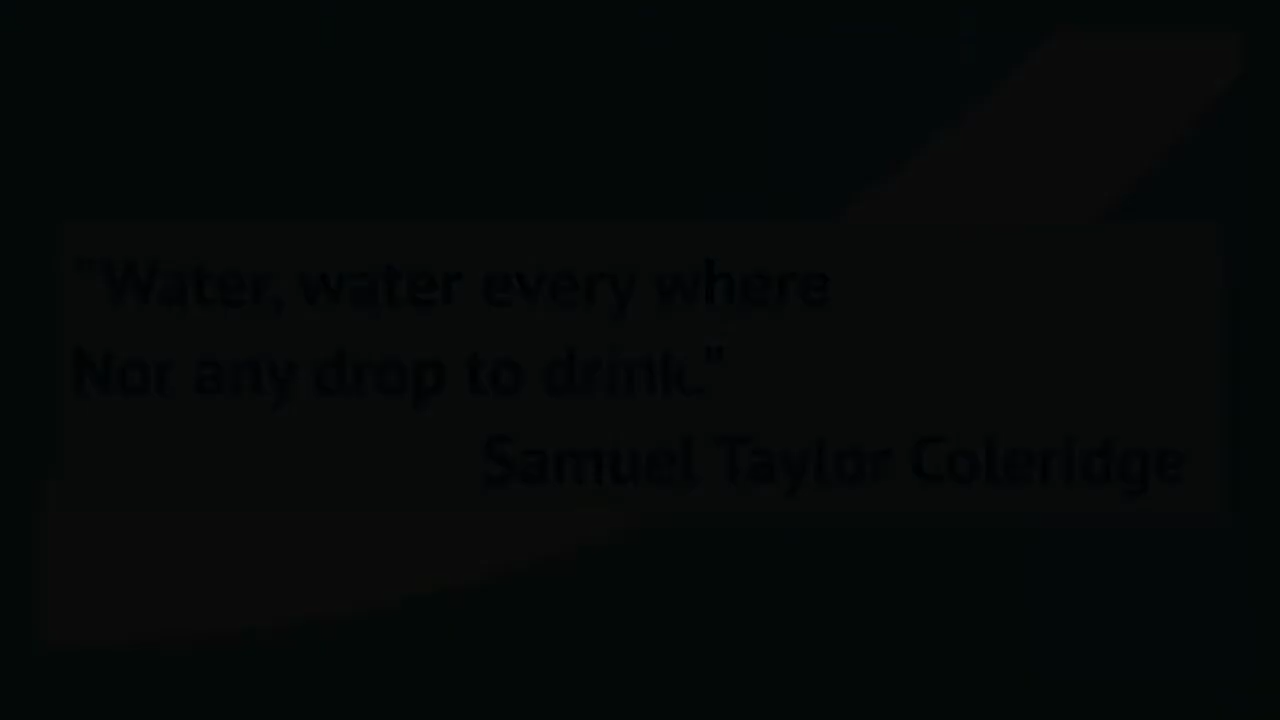 "Water, water every where
Nor any drop to drink."
Samuel Taylor Coleridge